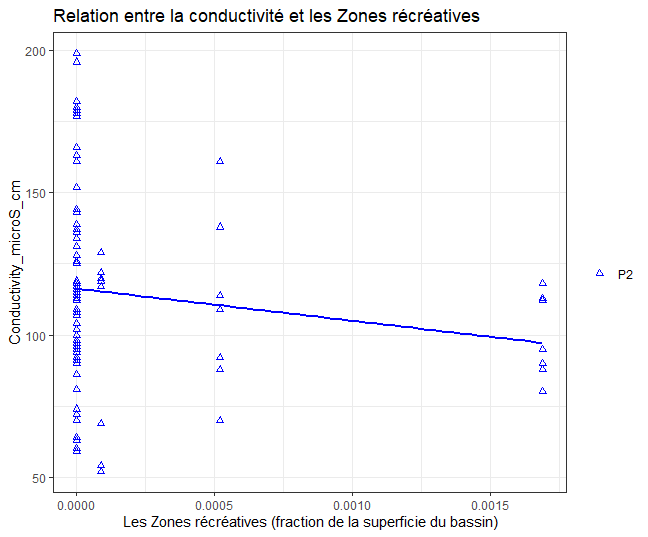 Relation entre la conductivité et les Zones récréatives
200
150
100
50
Conductivity_microS_cm
0.0000 0.0005 0.0010 0.0015
Les Zones récréatives (fraction de la superficie du bassin)
P2